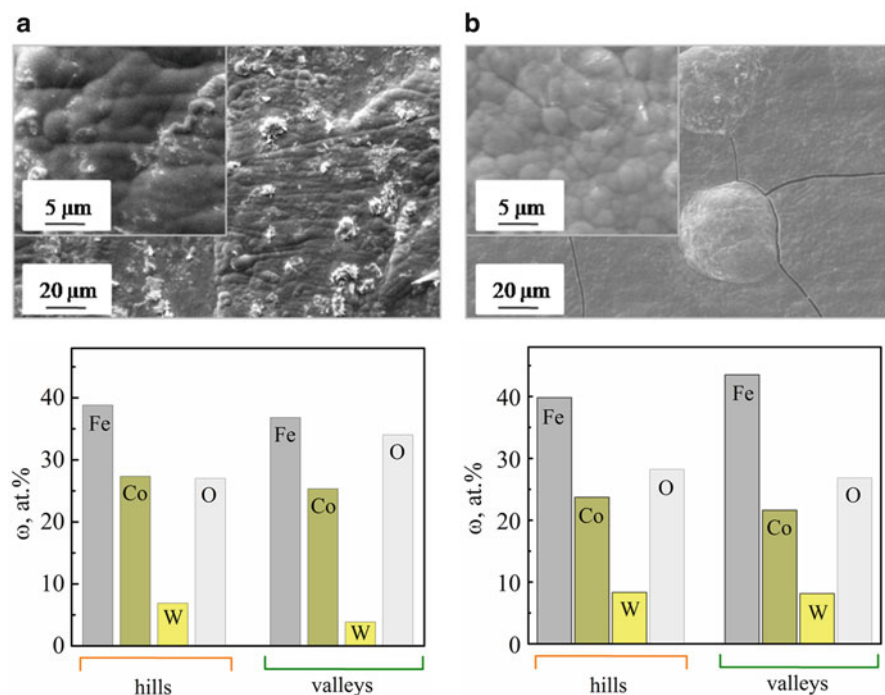 a
b
5 μm
20 μm
5 μm
20 μm
ω, at.%
40
30
20
10
0
Fe
Co
W
O
Fe
Co
W
O
hills
valleys
ω, at.%
40
30
20
10
0
Fe
Co
W
O
Fe
Co
W
O
hills
valleys